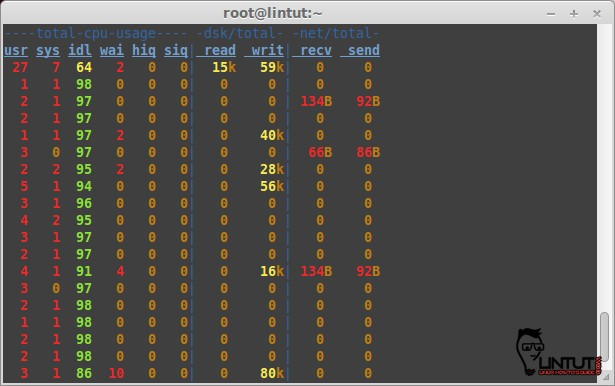 root@lintut:~
----total-cpu-usage---- -dsk/total- -net/total-
usr sys idl wai hiq siq| read writ| recv send
27 7 64 2 0 0| 15k 59k| 0 0
1 1 98 0 0 0| 0 0 | 0 0
2 1 97 0 0 0| 0 0 | 134B 92B
2 1 97 0 0 0| 0 0 | 0 0
1 1 97 2 0 0| 0 40k| 0 0
3 0 97 0 0 0| 0 0 | 66B 86B
2 2 95 2 0 0| 0 28k| 0 0
5 1 94 0 0 0| 0 56k| 0 0
3 1 96 0 0 0| 0 0 | 0 0
4 2 95 0 0 0| 0 0 | 0 0
3 1 97 0 0 0| 0 0 | 0 0
2 1 97 0 0 0| 0 0 | 0 0
4 1 91 4 0 0| 0 16k| 134B 92B
3 0 97 0 0 0| 0 0 | 0 0
2 1 98 0 0 0| 0 0 | 0 0
1 1 98 0 0 0| 0 0 | 0 0
2 1 98 0 0 0| 0 0 | 0 0
2 1 98 0 0 0| 0 0 | 0 0
3 1 86 10 0 0| 0 80k| 0 0
LINTUT